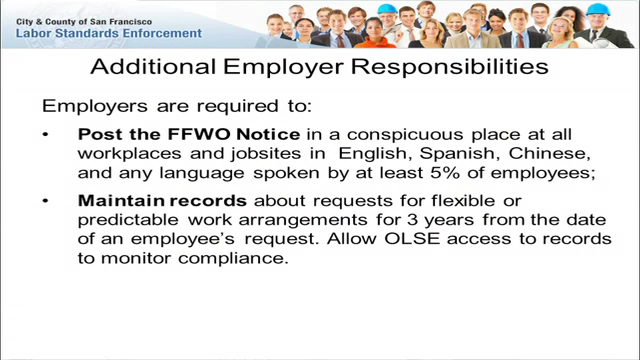 City & County of San Francisco
Labor Standards Enforcement
Additional Employer Responsibilities
Employers are required to:
• Post the FFWO Notice in a conspicuous place at all
workplaces and jobsites in English, Spanish, Chinese,
and any language spoken by at least 5% of employees;
• Maintain records about requests for flexible or
predictable work arrangements for 3 years from the date
of an employee's request. Allow OLSE access to records
to monitor compliance.